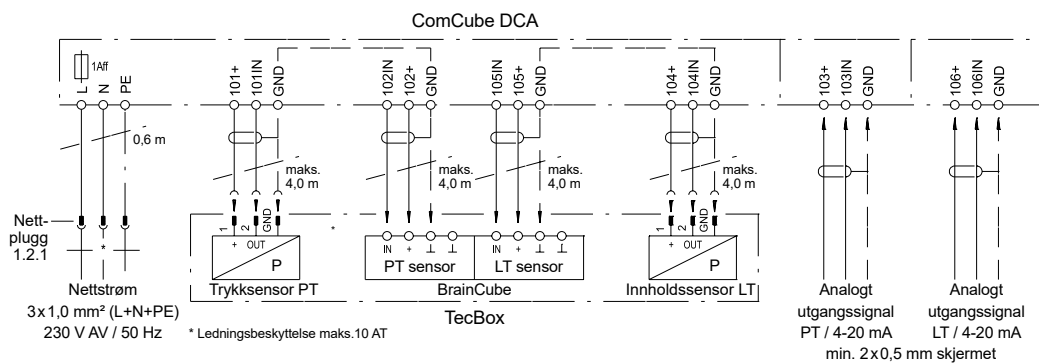 ComCube DCA
1Aff
L
N
PE
101+
101IN
GND
102IN
102+
GND
105IN
105+
GND
104+
104IN
GND
103+
103IN
GND
106+
106IN
GND
0,6 m
maks.
4,0 m
maks.
4,0 m
maks.
4,0 m
maks.
4,0 m
Nett-
plugg
1.2.1
*
1
2
GND
+
OUT
P
*
IN
+
⊥
⊥
PT sensor
IN
+
⊥
⊥
LT sensor
1
2
GND
+
OUT
P
Nettstrøm
3x1,0 mm² (L+N+PE)
230 V AV / 50 Hz
Trykksensor PT
BrainCube
Innholdssensor LT
TecBox
* Ledningsbeskyttelse maks.10 AT
Analogt
utgangssignal
PT / 4-20 mA
Analogt
utgangssignal
LT / 4-20 mA
min. 2x0,5 mm skjermet